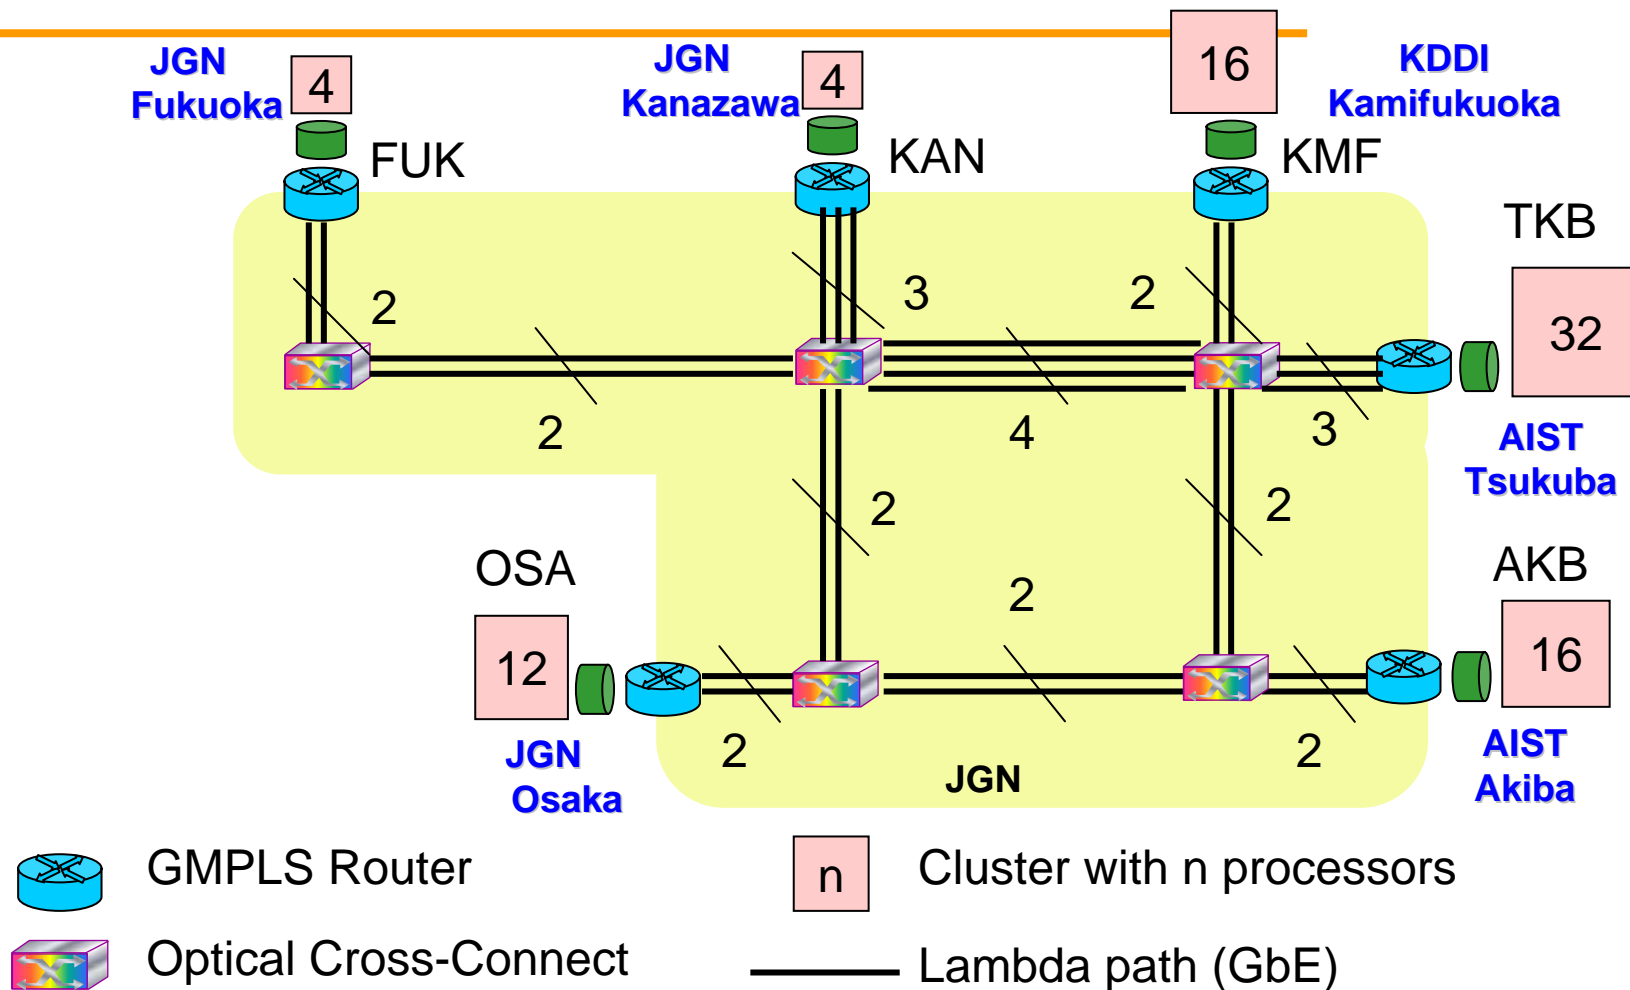 JGN
Fukuoka
4
FUK
JGN
Kanazawa
4
KAN
16
KMF
KDDI
Kamifukuoka
TKB
32
AIST
Tsukuba
2
3
2
2
4
3
2
2
OSA
12
JGN
Osaka
2
2
2
JGN
AKB
16
AIST
Akiba
GMPLS Router
n
Cluster with n processors
Optical Cross-Connect
Lambda path (GbE)